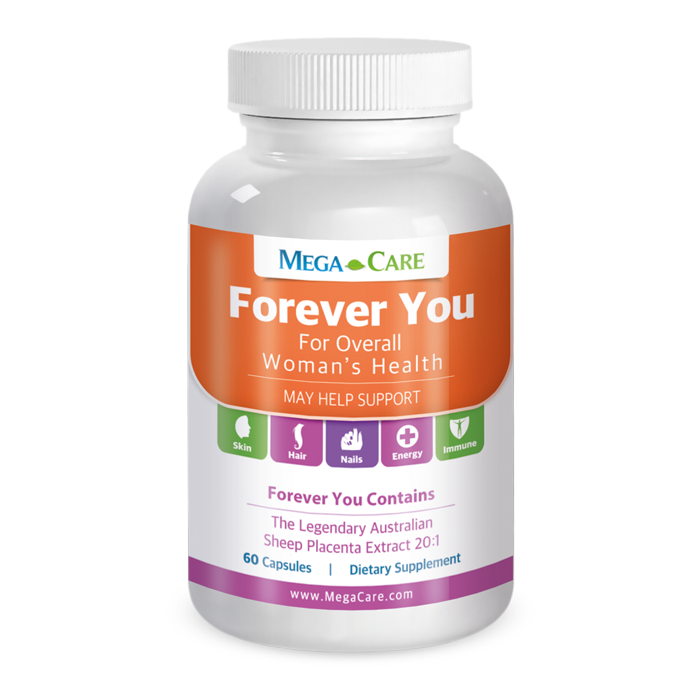 MEGA CARE
Forever You
For Overall
Woman's Health
MAY HELP SUPPORT
Skin
Hair
Nails
Energy
Immune
Forever You Contains
The Legendary Australian
Sheep Placenta Extract 20:1
60 Capsules | Dietary Supplement
www.MegaCare.com